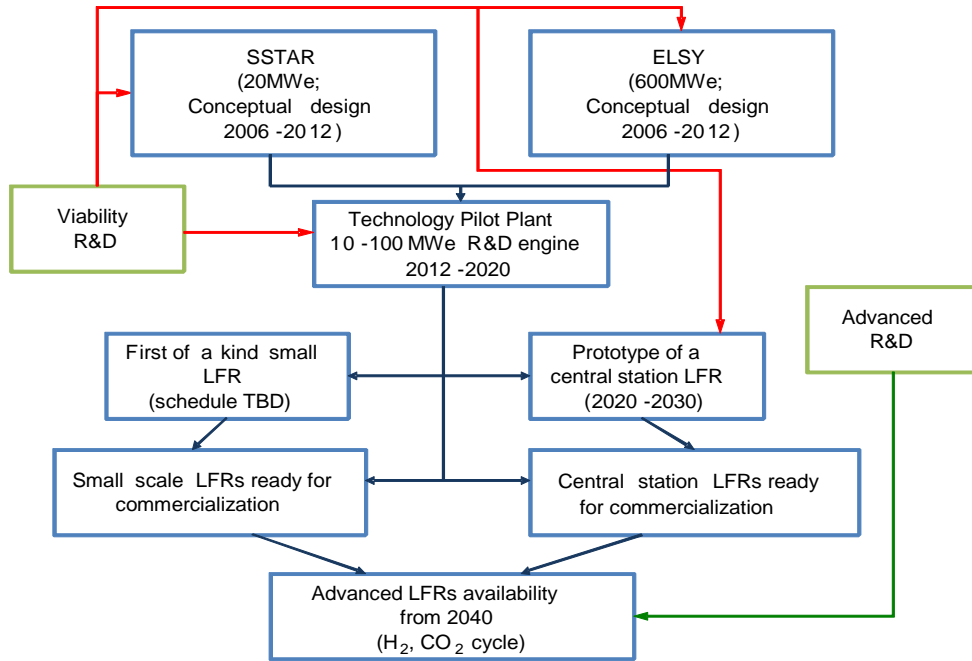 SSTAR
(20MWe;
Conceptual design
2006 -2012)
ELSY
(600MWe;
Conceptual design
2006 -2012)
Viability
R&D
Technology Pilot Plant
10 -100 MWe R&D engine
2012 -2020
Advanced
R&D
First of a kind small
LFR
(schedule TBD)
Prototype of a
central station LFR
(2020 -2030)
Small scale LFRs ready for
commercialization
Central station LFRs ready
for commercialization
Advanced LFRs availability
from 2040
(H₂, CO₂ cycle)